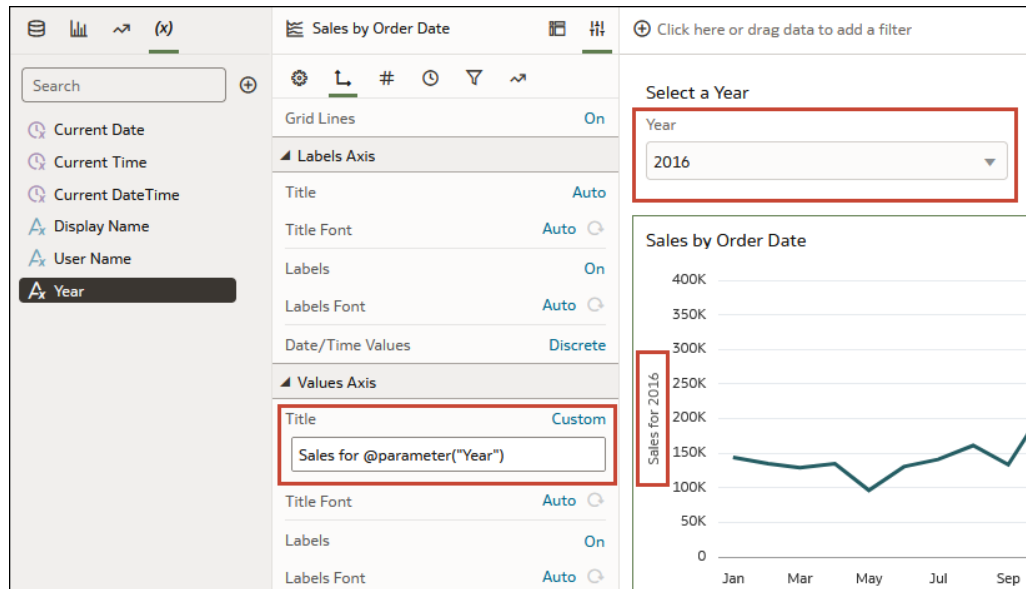 (x)
Search
Current Date
Current Time
Current DateTime
Display Name
User Name
Year
Sales by Order Date
#
Grid Lines On
Labels Axis
Title Auto
Title Font Auto
Labels On
Labels Font Auto
Date/Time Values Discrete
Values Axis
Title Custom
Sales for @parameter("Year")
Title Font Auto
Labels On
Labels Font Auto
Click here or drag data to add a filter
Select a Year
Year
2016
Sales by Order Date
Sales for 2016
400K
350K
300K
250K
200K
150K
100K
50K
0
Jan Mar May Jul Sep